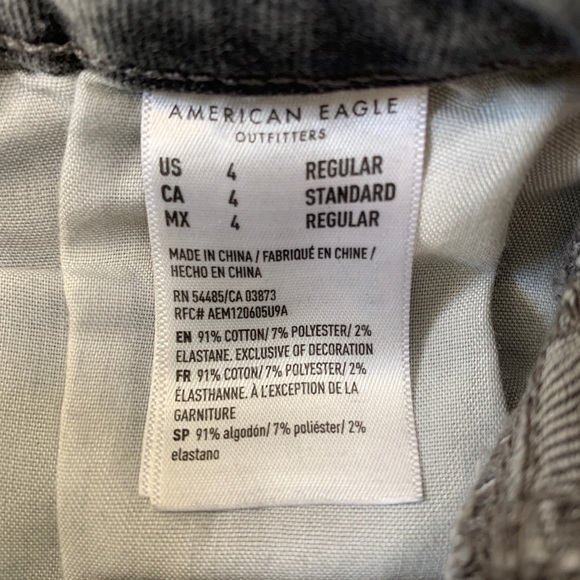 AMERICAN EAGLE
OUTFITTERS
US 4 REGULAR
CA 4 STANDARD
MX 4 REGULAR
MADE IN CHINA / FABRIQUÉ EN CHINE /
HECHO EN CHINA
RN 54485/CA 03873
RFC# AEM120605U9A
EN 91% COTTON/ 7% POLYESTER/ 2%
ELASTANE. EXCLUSIVE OF DECORATION
FR 91% COTON/ 7% POLYESTER/ 2%
ÉLASTHANNE. À L'EXCEPTION DE LA
GARNITURE
SP 91% algodón/ 7% poliéster/ 2%
elastano